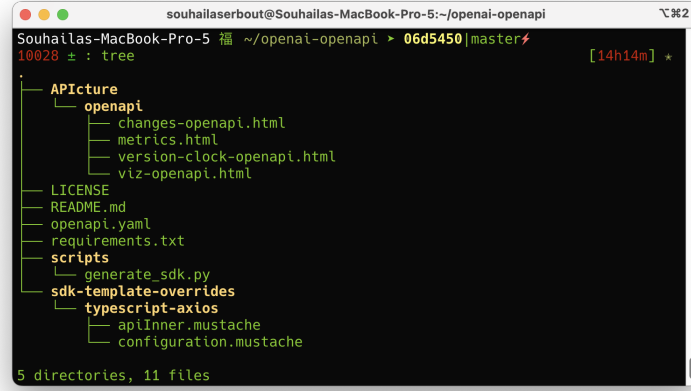 souhailaserbout@Souhailas-MacBook-Pro-5:~/openai-openapi ⌥⌘2
Souhailas-MacBook-Pro-5 福 ~/openai-openapi ➤ 06d5450|master⚡
10028 ± : tree [14h14m] ✭
.
├── APIcture
│   └── openapi
│       ├── changes-openapi.html
│       ├── metrics.html
│       ├── version-clock-openapi.html
│       └── viz-openapi.html
├── LICENSE
├── README.md
├── openapi.yaml
├── requirements.txt
├── scripts
│   └── generate_sdk.py
└── sdk-template-overrides
    └── typescript-axios
        ├── apiInner.mustache
        └── configuration.mustache
5 directories, 11 files